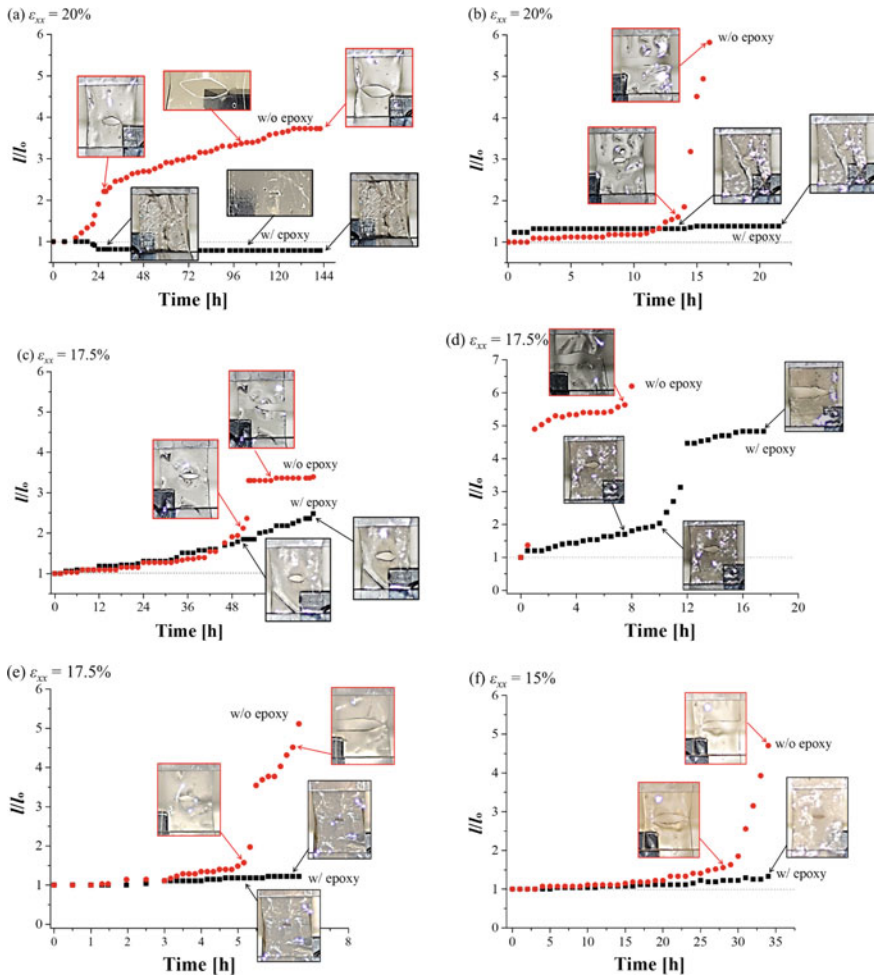 (a) εxx = 20%
6
5
4
3
2
1
0
l/lo
w/o epoxy
w/ epoxy
0 24 48 72 96 120 144
Time [h]
(b) εxx = 20%
6
5
4
3
2
1
0
l/lo
w/o epoxy
w/ epoxy
0 5 10 15 20
Time [h]
(c) εxx = 17.5%
6
5
4
3
2
1
0
l/lo
w/o epoxy
w/ epoxy
0 12 24 36 48
Time [h]
(d) εxx = 17.5%
7
6
5
4
3
2
1
0
l/lo
w/o epoxy
w/ epoxy
0 4 8 12 16 20
Time [h]
(e) εxx = 17.5%
6
5
4
3
2
1
0
l/lo
w/o epoxy
w/ epoxy
0 1 2 3 4 5 8
Time [h]
(f) εxx = 15%
6
5
4
3
2
1
0
l/lo
w/o epoxy
w/ epoxy
0 5 10 15 20 25 30 35
Time [h]